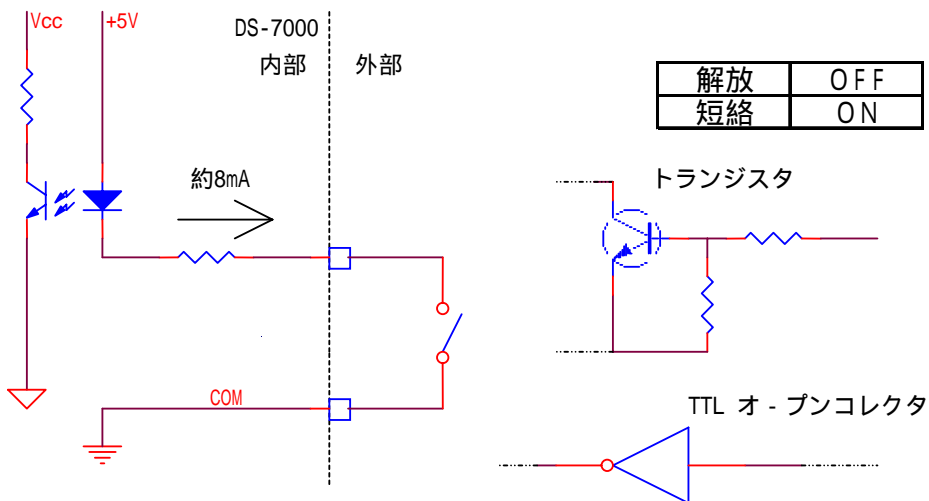 Vcc
+5V
DS-7000
内部
外部
解放 OFF
短絡 ON
約8mA
トランジスタ
COM
TTL オ-プンコレクタ